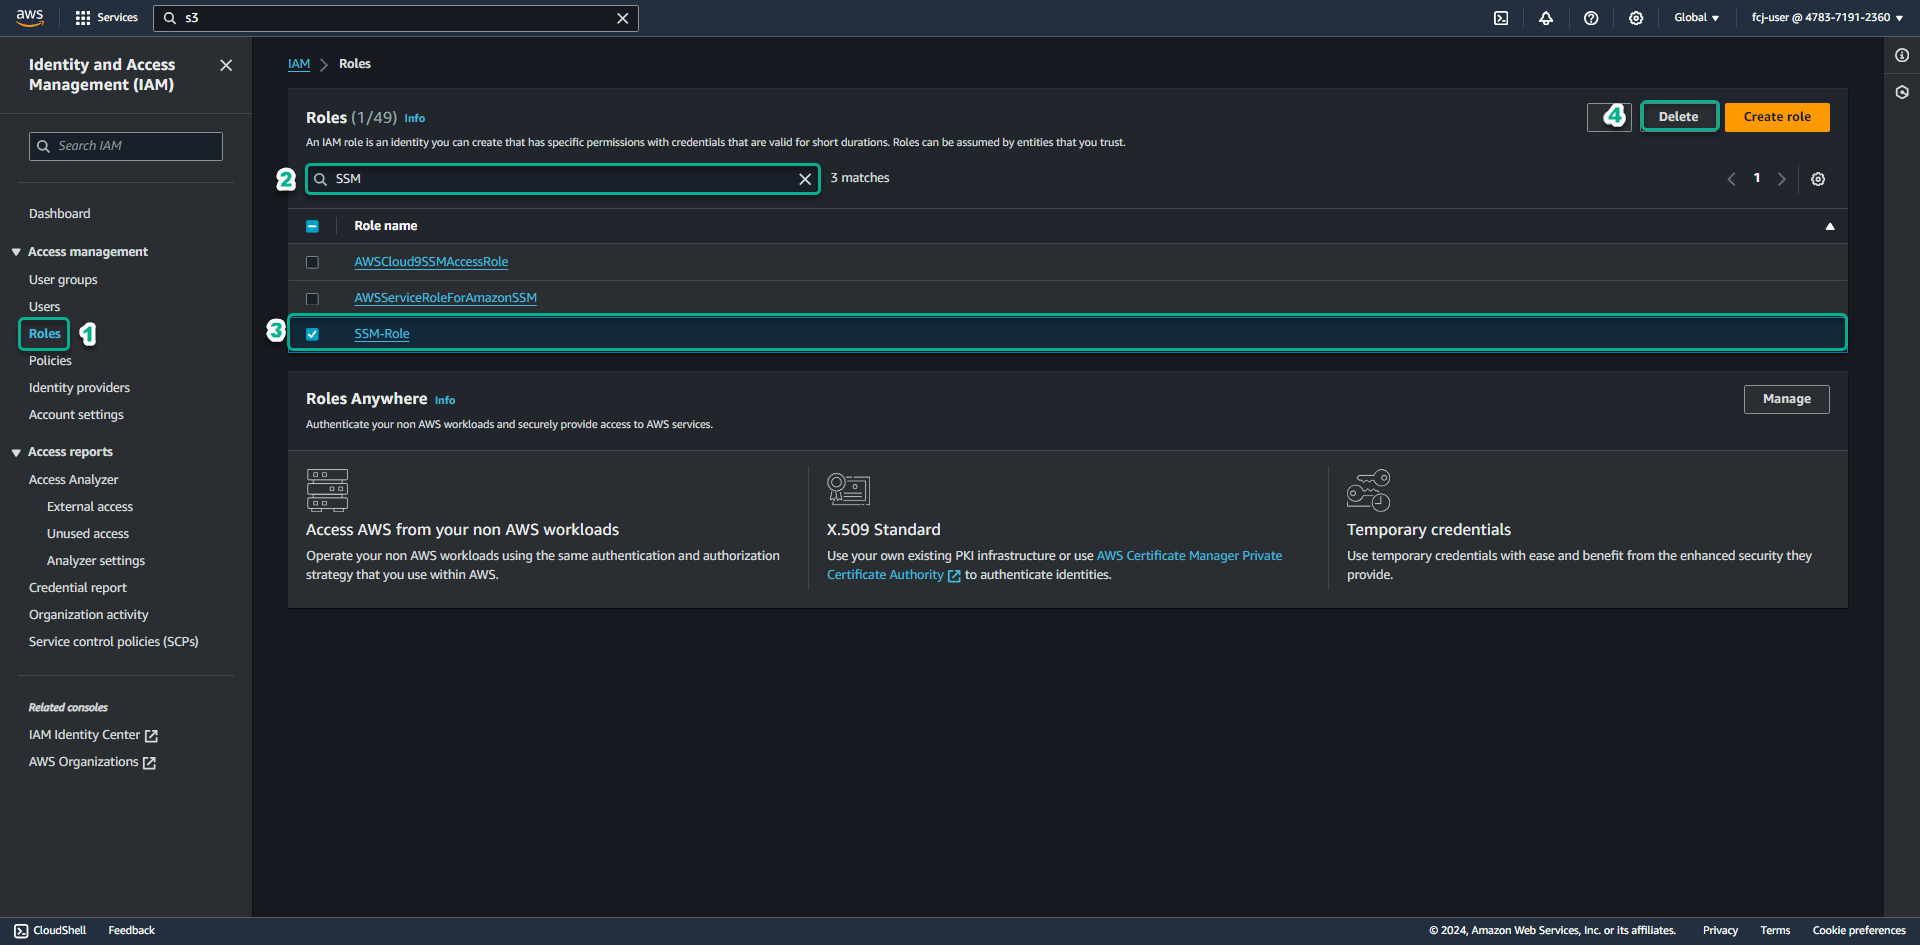 aws
Services
s3
Global
fcj-user @ 4783-7191-2360
Identity and Access
Management (IAM)
Search IAM
Dashboard
Access management
User groups
Users
Roles
1
Policies
Identity providers
Account settings
Access reports
Access Analyzer
External access
Unused access
Analyzer settings
Credential report
Organization activity
Service control policies (SCPs)
Related consoles
IAM Identity Center
AWS Organizations
IAM
Roles
Roles (1/49) Info
4
Delete
Create role
An IAM role is an identity you can create that has specific permissions with credentials that are valid for short durations. Roles can be assumed by entities that you trust.
2
SSM
3 matches
1
Role name
AWSCloud9SSMAccessRole
AWSServiceRoleForAmazonSSM
3
SSM-Role
Roles Anywhere Info
Manage
Authenticate your non AWS workloads and securely provide access to AWS services.
Access AWS from your non AWS workloads
Operate your non AWS workloads using the same authentication and authorization
strategy that you use within AWS.
X.509 Standard
Use your own existing PKI infrastructure or use AWS Certificate Manager Private
Certificate Authority to authenticate identities.
Temporary credentials
Use temporary credentials with ease and benefit from the enhanced security they
provide.
CloudShell
Feedback
© 2024, Amazon Web Services, Inc. or its affiliates.
Privacy
Terms
Cookie preferences